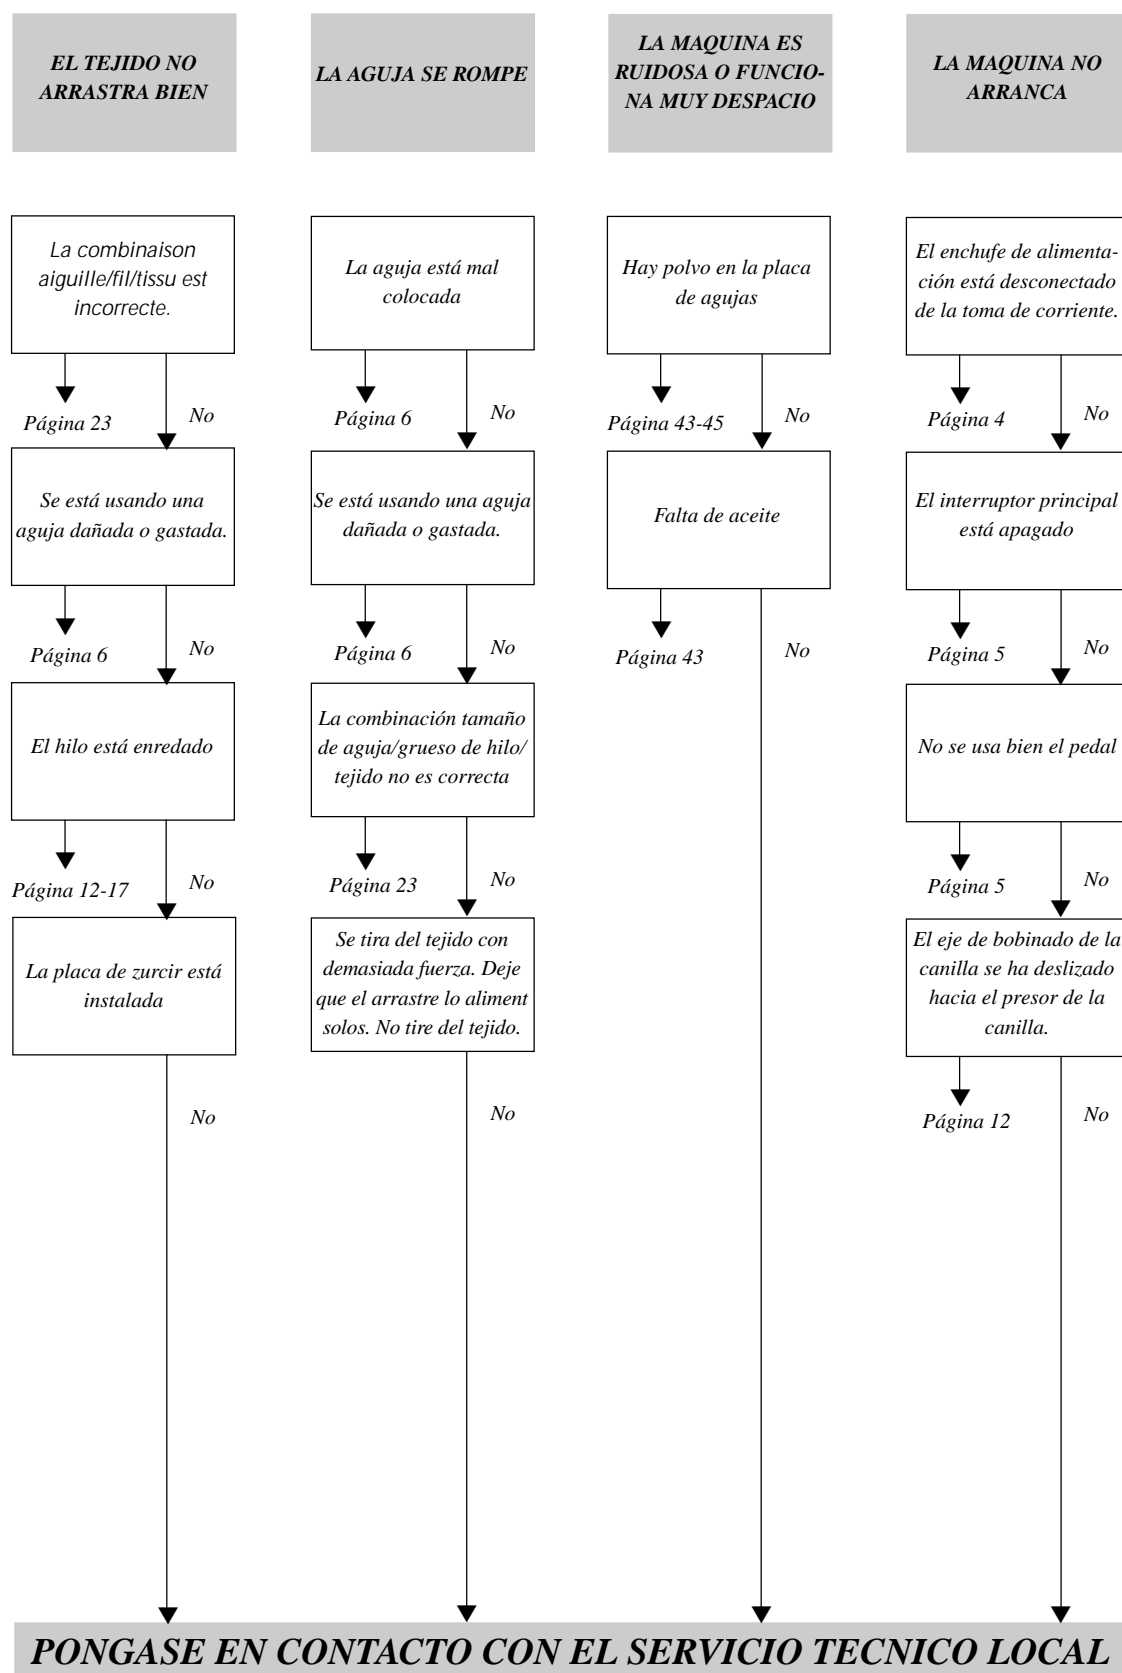 EL TEJIDO NO
ARRASTRA BIEN
La combinaison
aiguille/fil/tissu est
incorrecte.
Página 23
No
Se está usando una
aguja dañada o gastada.
Página 6
No
El hilo está enredado
Página 12-17
No
La placa de zurcir está
instalada
No
LA AGUJA SE ROMPE
La aguja está mal
colocada
Página 6
No
Se está usando una aguja
dañada o gastada.
Página 6
No
La combinación tamaño
de aguja/grueso de hilo/
tejido no es correcta
Página 23
No
Se tira del tejido con
demasiada fuerza. Deje
que el arrastre lo aliment
solos. No tire del tejido.
No
LA MAQUINA ES
RUIDOSA O FUNCIO-
NA MUY DESPACIO
Hay polvo en la placa
de agujas
Página 43-45
No
Falta de aceite
Página 43
No
LA MAQUINA NO
ARRANCA
El enchufe de alimenta-
ción está desconectado
de la toma de corriente.
Página 4
No
El interruptor principal
está apagado
Página 5
No
No se usa bien el pedal
Página 5
No
El eje de bobinado de la
canilla se ha deslizado
hacia el presor de la
canilla.
Página 12
No
PONGASE EN CONTACTO CON EL SERVICIO TECNICO LOCAL